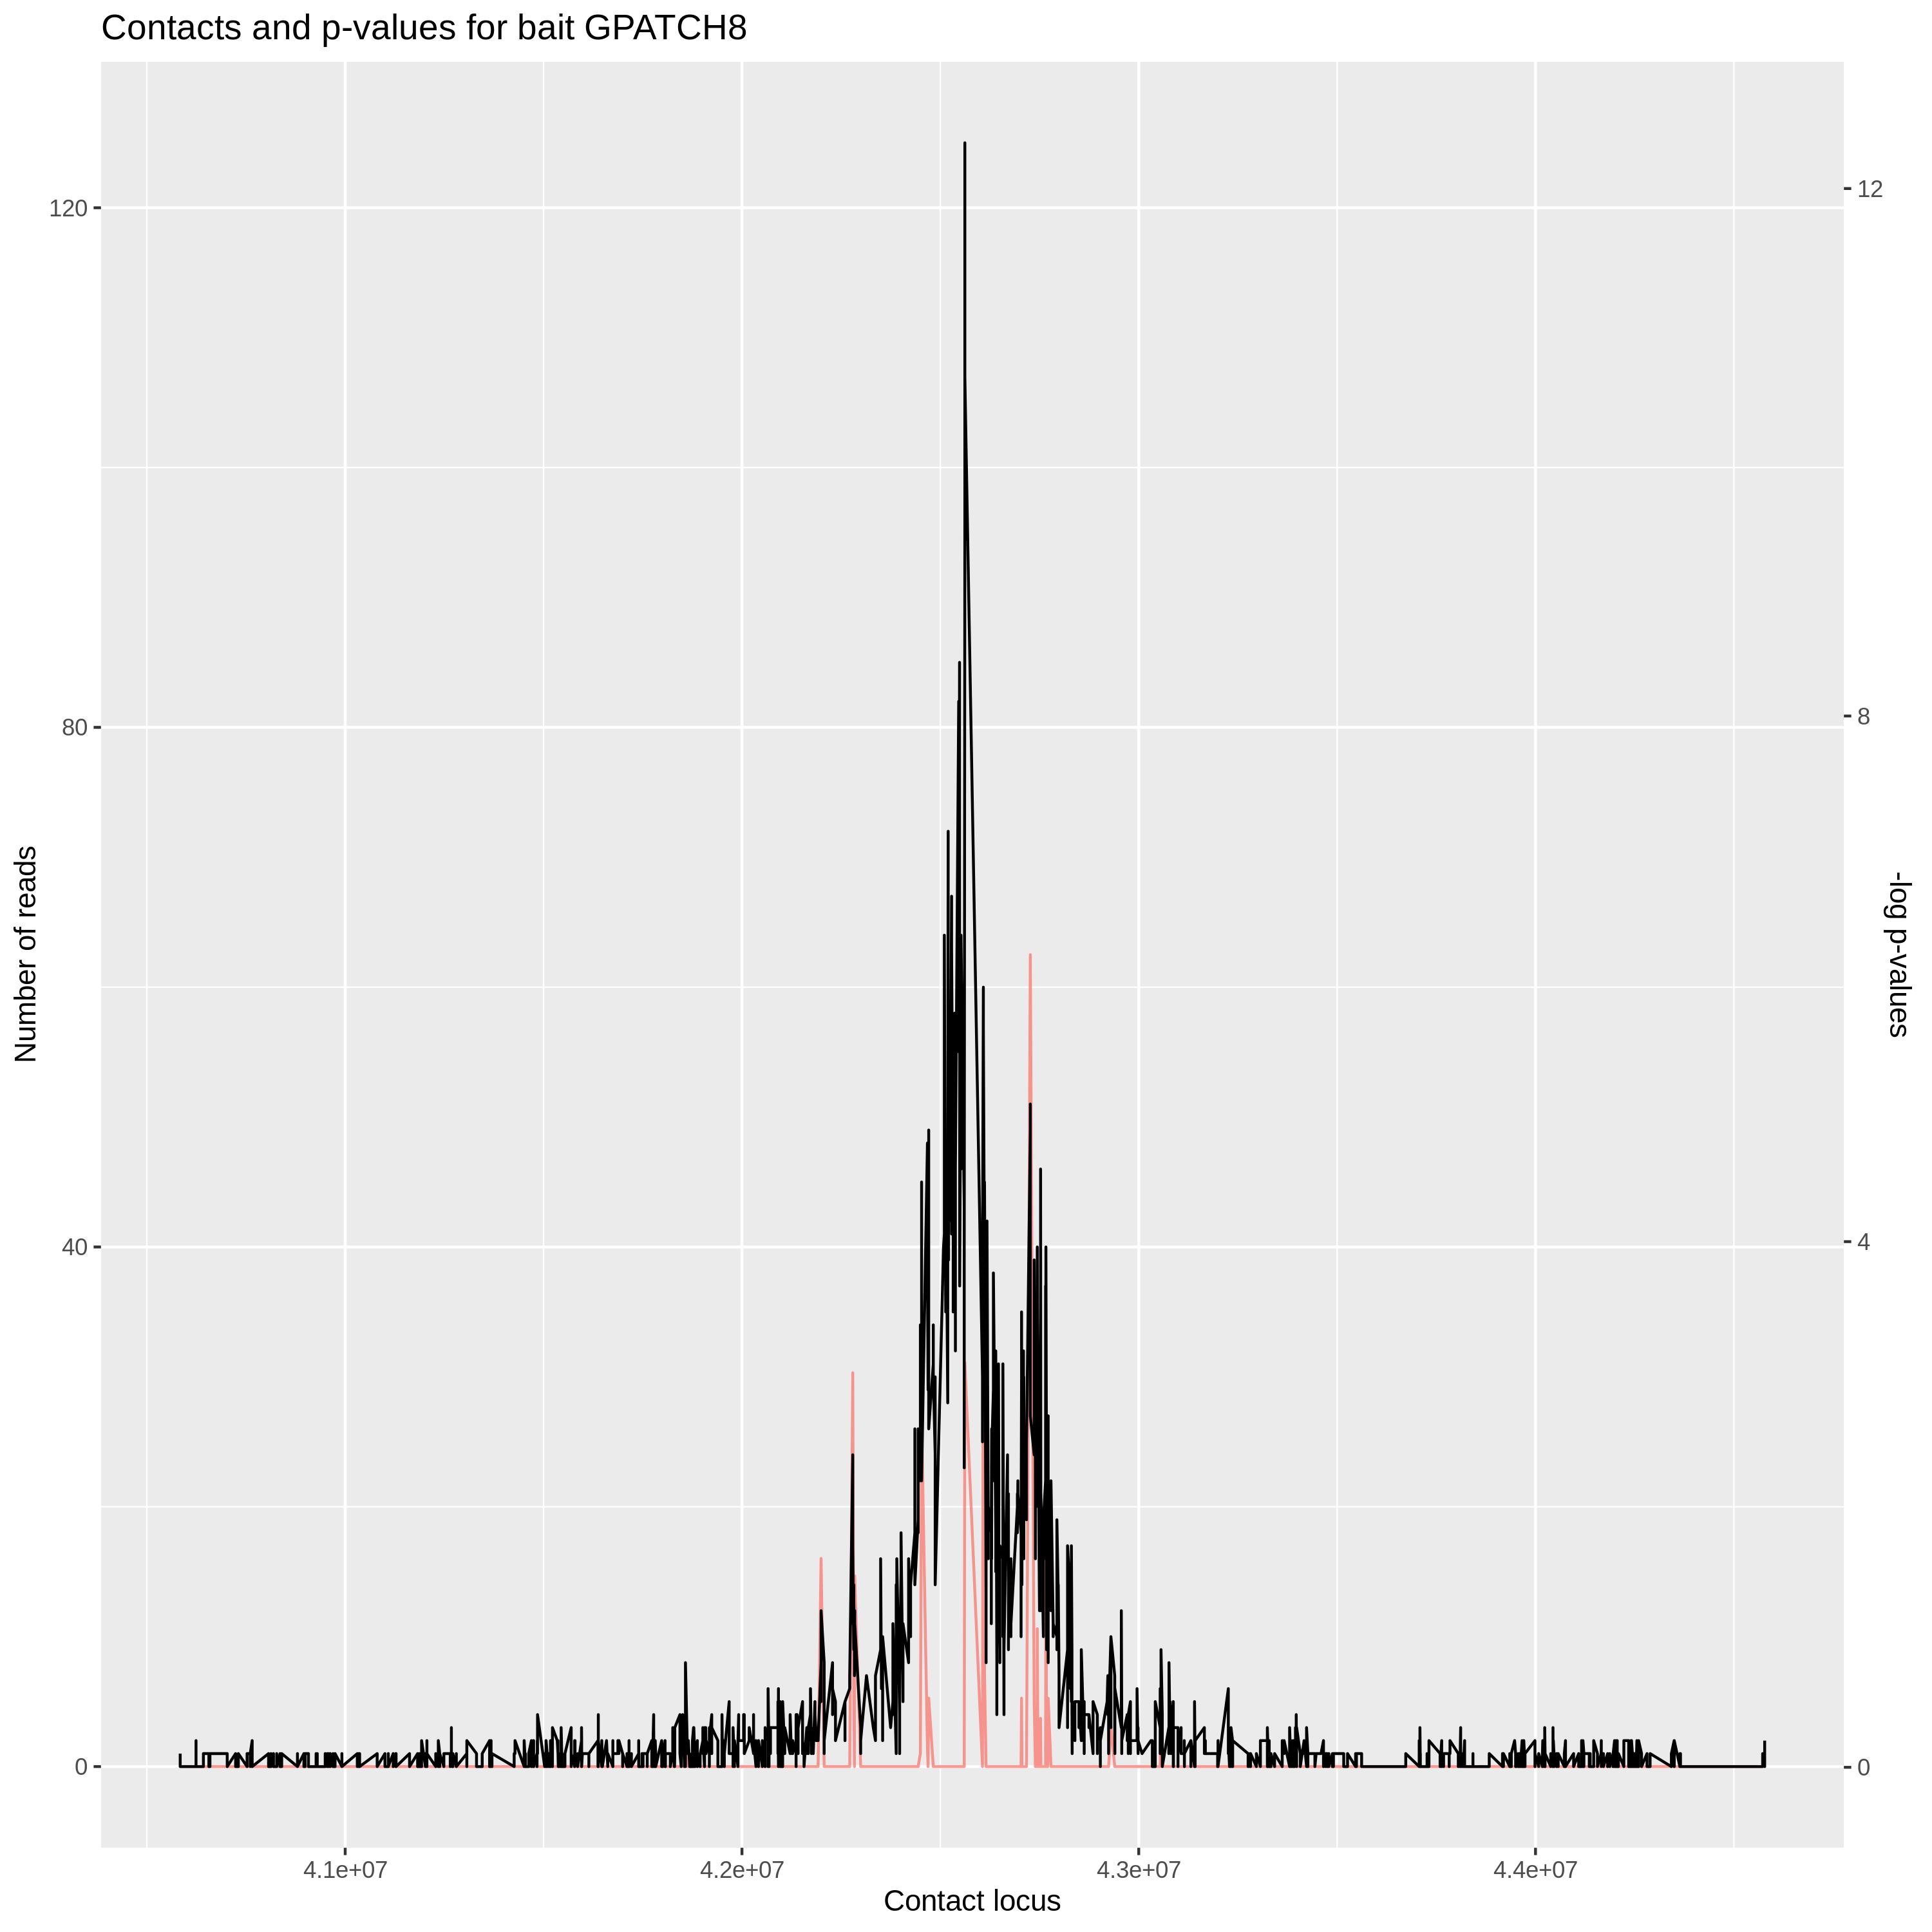 Contacts and p-values for bait GPATCH8
120
80
40
0
12
8
4
0
Number of reads
-log p-values
4.1e+07
4.2e+07
4.3e+07
4.4e+07
Contact locus